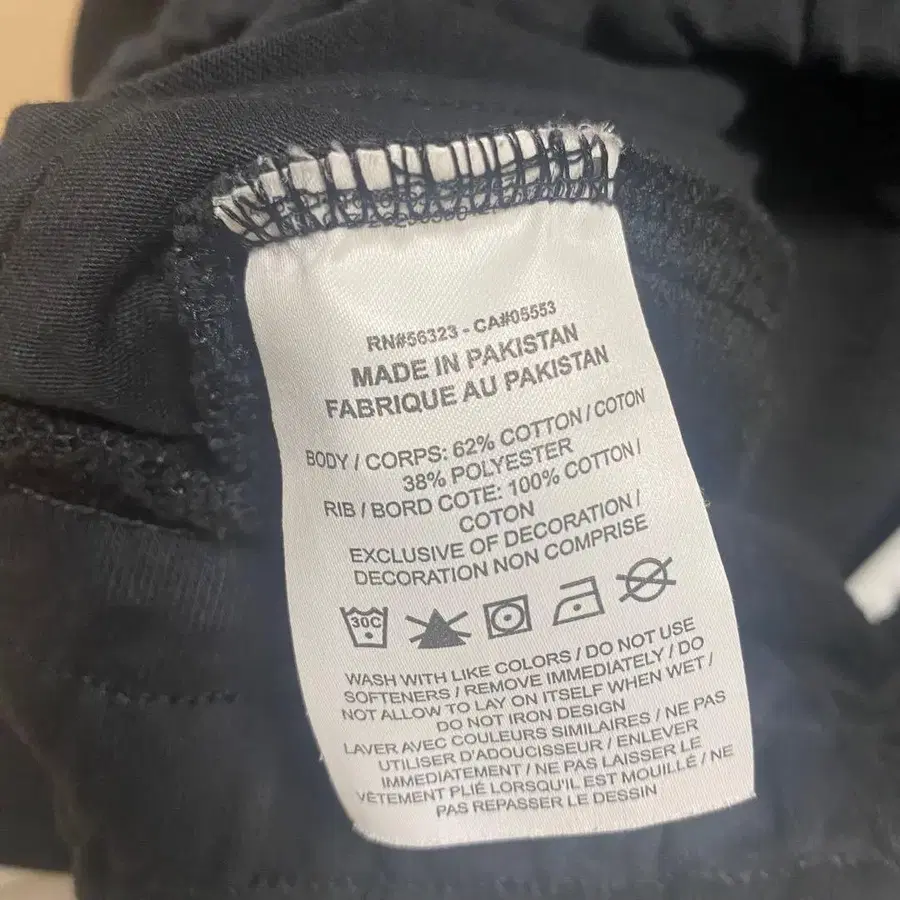 RN#56323 - CA#05553
MADE IN PAKISTAN
FABRIQUE AU PAKISTAN
BODY / CORPS: 62% COTTON / COTON
38% POLYESTER
RIB / BORD COTE: 100% COTTON /
COTON
EXCLUSIVE OF DECORATION /
DECORATION NON COMPRISE
30C
WASH WITH LIKE COLORS / DO NOT USE
SOFTENERS / REMOVE IMMEDIATELY / DO
NOT ALLOW TO LAY ON ITSELF WHEN WET /
DO NOT IRON DESIGN
LAVER AVEC COULEURS SIMILAIRES / NE PAS
UTILISER D'ADOUCISSEUR / ENLEVER
IMMEDIATEMENT / NE PAS LAISSER LE
VÊTEMENT PLIÉ LORSQU'IL EST MOUILLÉ / NE
PAS REPASSER LE DESSIN